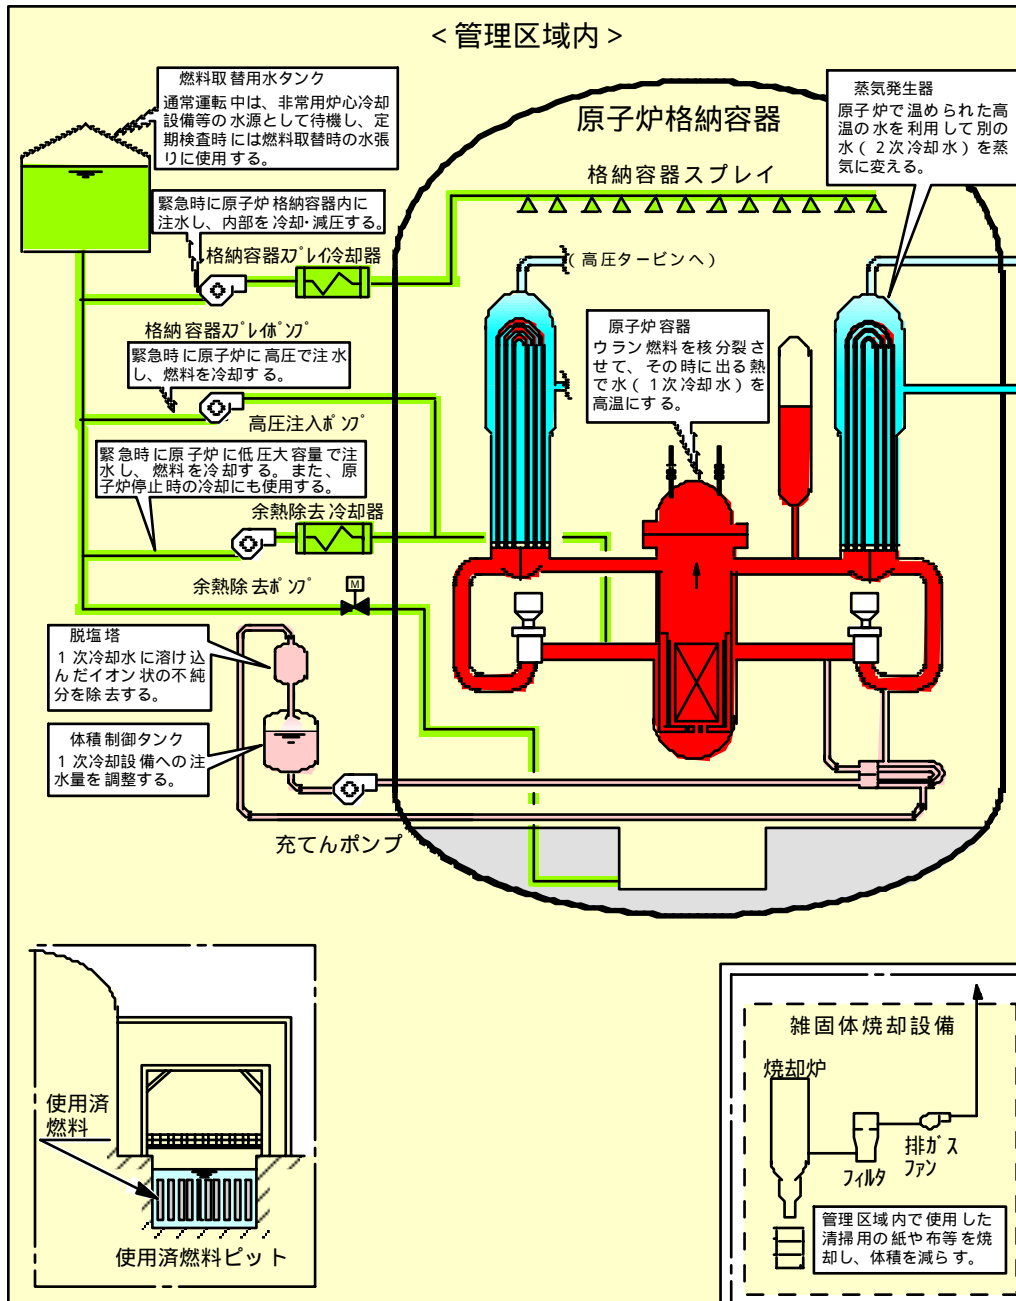 ＜管理区域内＞
燃料取替用水タンク
通常運転中は、非常用炉心冷却
設備等の水源として待機し、定
期検査時には燃料取替時の水張
りに使用する。
蒸気発生器
原子炉で温められた高
温の水を利用して別の
水（２次冷却水）を蒸
気に変える。
原子炉格納容器
格納容器スプレイ
緊急時に原子炉格納容器内に
注水し、内部を冷却･減圧する。
格納容器ｽﾌﾟﾚｲ冷却器
（高圧タービンへ）
格納容器ｽﾌﾟﾚｲﾎﾟﾝﾌﾟ
原子炉容器
ウラン燃料を核分裂さ
せて、その時に出る熱
で水（１次冷却水）を
高温にする。
緊急時に原子炉に高圧で注水
し、燃料を冷却する。
高圧注入ﾎﾟﾝﾌﾟ
緊急時に原子炉に低圧大容量で注
水し、燃料を冷却する。また、原
子炉停止時の冷却にも使用する。
余熱除去冷却器
余熱除去ﾎﾟﾝﾌﾟ
M
脱塩塔
１次冷却水に溶け込
んだイオン状の不純
分を除去する。
体積制御タンク
１次冷却設備への注
水量を調整する。
充てんポンプ
使用済
燃料
使用済燃料ピット
雑固体焼却設備
焼却炉
ﾌｨﾙﾀ
排ｶﾞｽ
ﾌｧﾝ
管理区域内で使用した
清掃用の紙や布等を焼
却し、体積を減らす。